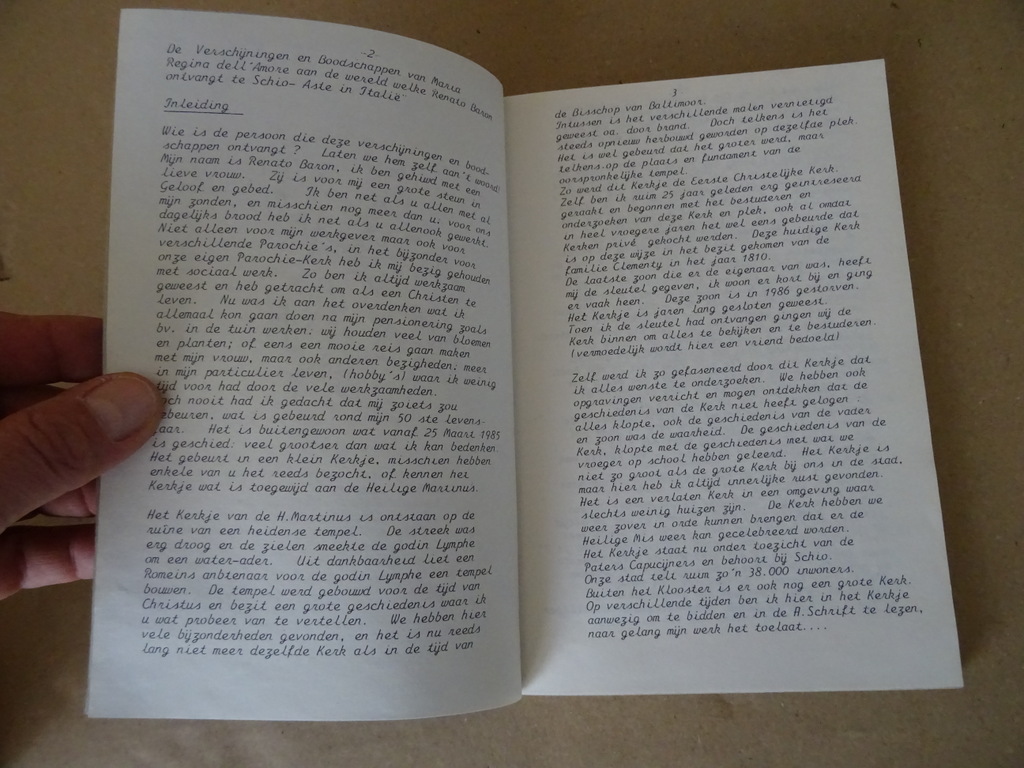 -2-
De Verschijningen en Boodschappen van Maria
Regina dell'Amore aan de wereld welke Renato Baron
ontvangt te Schio- Aste in Italië
Inleiding
Wie is de persoon die deze verschijningen en bood-
schappen ontvangt ? Laten we hem zelf aan't woord!
Mijn naam is Renato Baron, ik ben gehuwd met een
lieve vrouw. Zij is voor mij een grote steun in
Geloof en gebed. Ik ben net als u allen met al
mijn zonden, en misschien nog meer dan u; voor ons
dagelijks brood heb ik net als u allenook gewerkt.
Niet alleen voor mijn werkgever maar ook voor
verschillende Parochie's, in het bijzonder voor
onze eigen Parochie-Kerk heb ik mij bezig gehouden
met sociaal werk. Zo ben ik altijd werkzaam
geweest en heb getracht om als een Christen te
leven. Nu was ik aan het overdenken wat ik
allemaal kon gaan doen na mijn pensionering zoals
bv. in de tuin werken; wij houden veel van bloemen
en planten; of eens een mooie reis gaan maken
met mijn vrouw, maar ook anderen bezigheden; meer
in mijn particulier leven, (hobby's) waar ik weinig
tijd voor had door de vele werkzaamheden.
och nooit had ik gedacht dat mij zoiets zou
ebeuren, wat is gebeurd rond mijn 50 ste levens-
aar. Het is buitengewoon wat vanaf 25 Maart 1985
is geschied: veel grootser dan wat ik kan bedenken.
Het gebeurt in een klein Kerkje, misschien hebben
enkele van u het reeds bezocht, of kennen het
Kerkje wat is toegewijd aan de Heilige Martinus.
Het Kerkje van de H.Martinus is ontstaan op de
ruïne van een heidense tempel. De streek was
erg droog en de zielen smeekte de godin Lymphe
om een water-ader. Uit dankbaarheid liet een
Romeins ambtenaar voor de godin Lymphe een tempel
bouwen. De tempel werd gebouwd voor de tijd van
Christus en bezit een grote geschiedenis waar ik
u wat probeer van te vertellen. We hebben hier
vele bijzonderheden gevonden, en het is nu reeds
lang niet meer dezelfde Kerk als in de tijd van
3
de Bisschop van Baltimoor.
Intussen is het verschillende malen vernietigd
geweest oa. door brand. Doch telkens is het
steeds opnieuw herbouwd geworden op dezelfde plek.
Het is wel gebeurd dat het groter werd, maar
telkens op de plaats en fundament van de
oorspronkelijke tempel.
Zo werd dit Kerkje de Eerste Christelijke Kerk.
Zelf ben ik ruim 25 jaar geleden erg geintreseerd
geraakt en begonnen met het bestuderen en
onderzoeken van deze Kerk en plek, ook al omdat
in heel vroegere jaren het wel eens gebeurde dat
Kerken privé gekocht werden. Deze huidige Kerk
is op deze wijze in het bezit gekomen van de
familie Clementy in het jaar 1810.
De laatste zoon die er de eigenaar van was, heeft
mij de sleutel gegeven, ik woon er kort bij en ging
er vaak heen. Deze zoon is in 1986 gestorven.
Het Kerkje is jaren lang gesloten geweest.
Toen ik de sleutel had ontvangen gingen wij de
Kerk binnen om alles te bekijken en te bestuderen.
(vermoedelijk wordt hier een vriend bedoeld)
Zelf werd ik zo gefaseneerd door dit Kerkje dat
ik alles wenste te onderzoeken. We hebben ook
opgravingen verricht en mogen ontdekken dat de
geschiedenis van de Kerk niet heeft gelogen :
alles klopte, ook de geschiedenis van de vader
en zoon was de waarheid. De geschiedenis van de
Kerk, klopte met de geschiedenis met wat we
vroeger op school hebben geleerd. Het Kerkje is
niet zo groot als de grote Kerk bij ons in de stad,
maar hier heb ik altijd innerlijke rust gevonden.
Het is een verlaten Kerk in een omgeving waar
slechts weinig huizen zijn. De Kerk hebben we
weer zover in orde kunnen brengen dat er de
Heilige Mis weer kan gecelebreerd worden.
Het Kerkje staat nu onder toezicht van de
Paters Capucijners en behoort bij Schio.
Onze stad telt ruim zo'n 38.000 inwoners.
Buiten het Klooster is er ook nog een grote Kerk.
Op verschillende tijden ben ik hier in het Kerkje
aanwezig om te bidden en in de H.Schrift te lezen,
naar gelang mijn werk het toelaat....